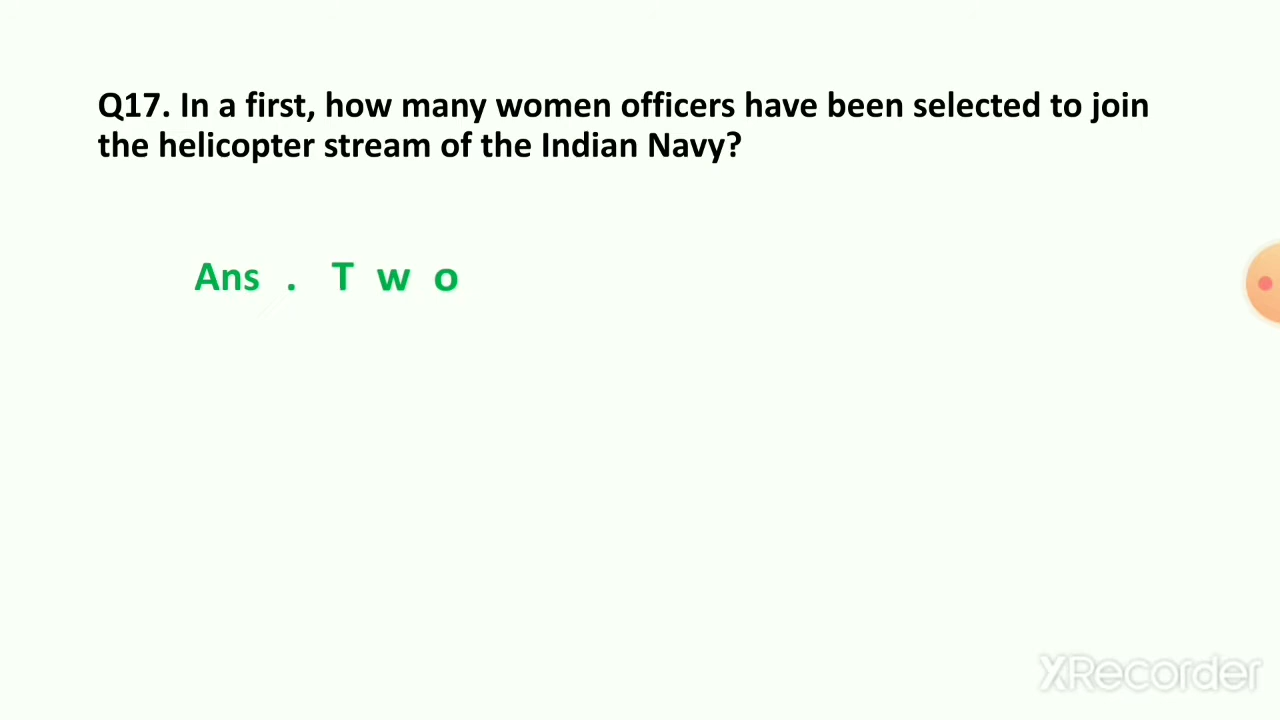 Q17. In a first, how many women officers have been selected to join
the helicopter stream of the Indian Navy?
Ans . T w o
XRecorder